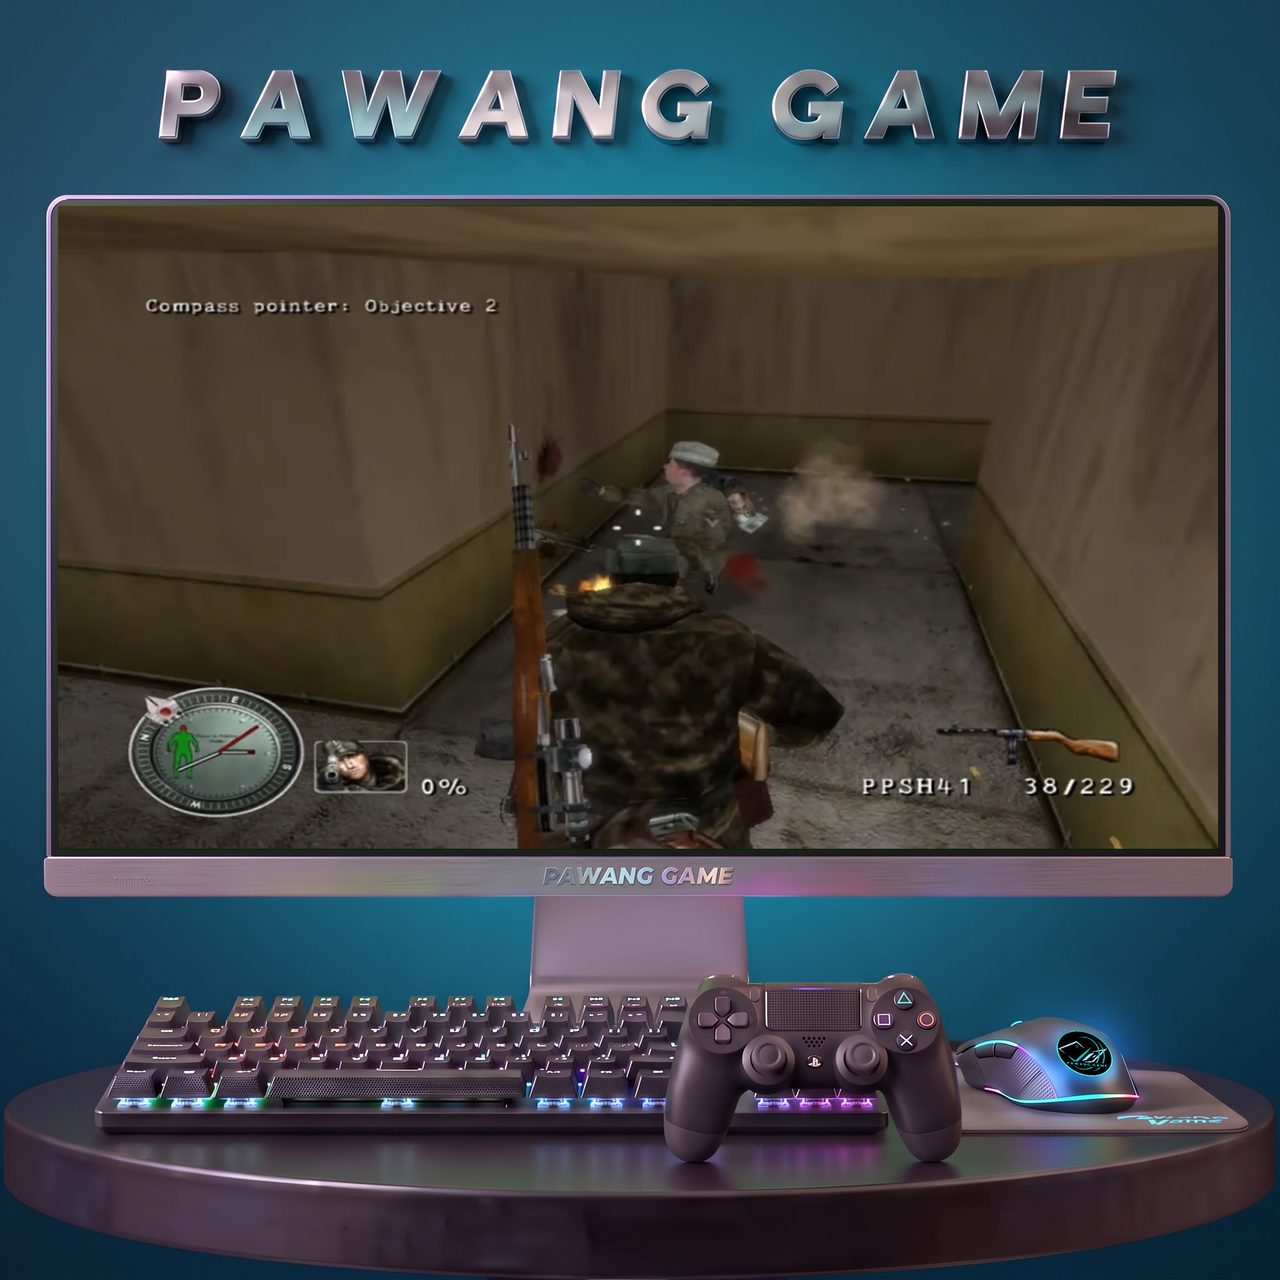 PAWANG GAME
Compass pointer: Objective 2
0%
PPSH41 38/229
PAWANG GAME